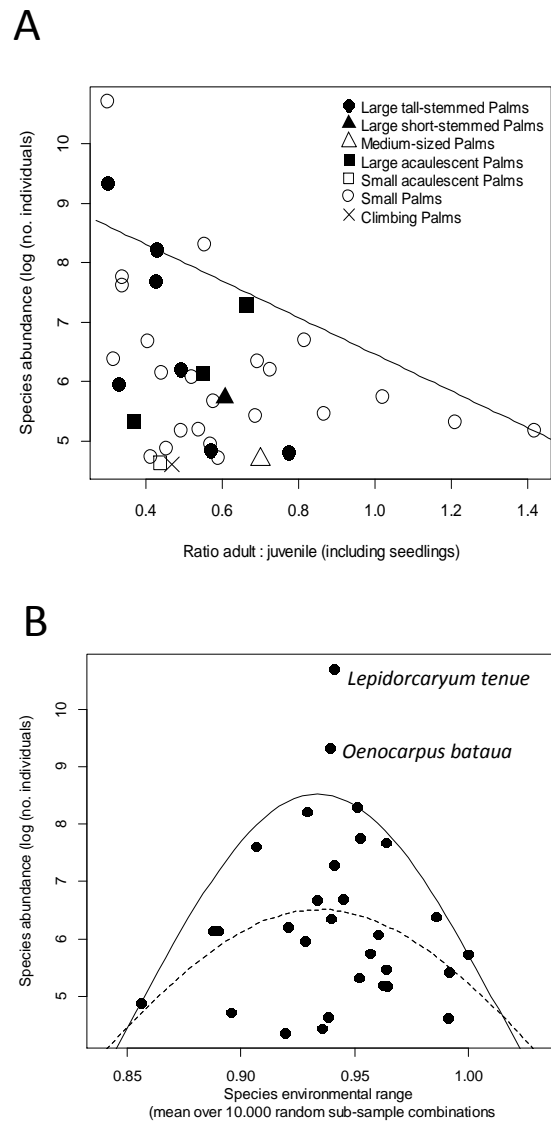 A
Species abundance (log (no. individuals)
10
9
8
7
6
5
Large tall-stemmed Palms
Large short-stemmed Palms
Medium-sized Palms
Large acaulescent Palms
Small acaulescent Palms
Small Palms
Climbing Palms
0.4 0.6 0.8 1.0 1.2 1.4
Ratio adult : juvenile (including seedlings)
B
Species abundance (log (no. individuals)
10
9
8
7
6
5
Lepidorcaryum tenue
Oenocarpus bataua
0.85 0.90 0.95 1.00
Species environmental range
(mean over 10.000 random sub-sample combinations